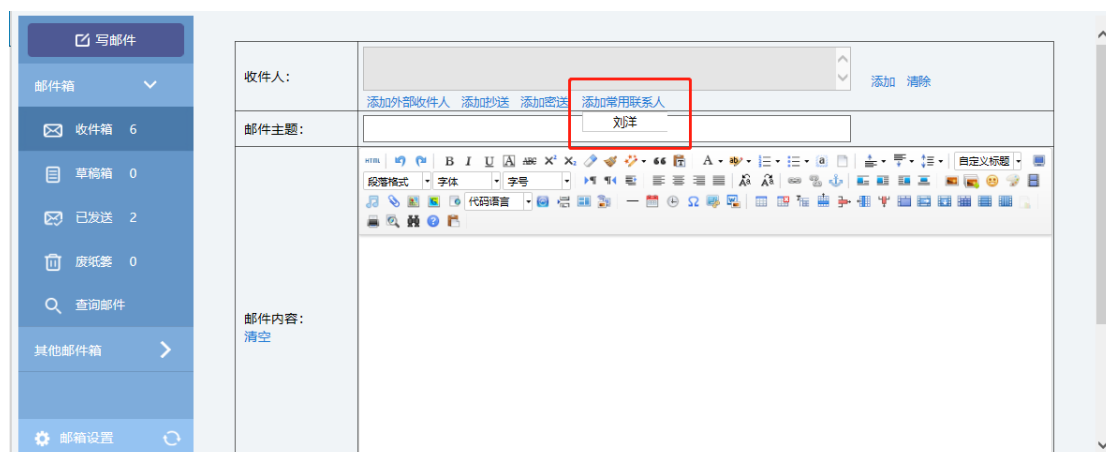 写邮件
邮件箱
收件箱 6
草稿箱 0
已发送 2
废纸篓 0
查询邮件
其他邮件箱
邮箱设置
收件人:
添加 清除
添加外部收件人 添加抄送 添加密送 添加常用联系人
刘洋
邮件主题:
HTML B I U A ABC X² X₂ 66 A ab a 自定义标题
段落格式 字体 字号
代码语言 Ω
邮件内容:
清空